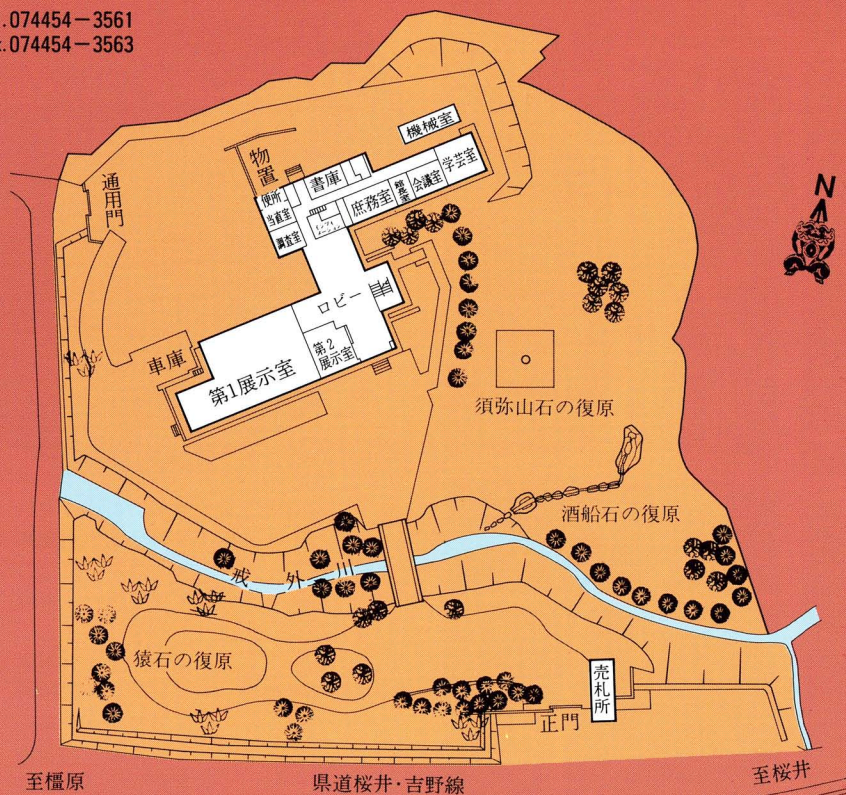 .074454-3561
.074454-3563
機械室
物置
書庫
学芸室
会議室
館長室
庶務室
便所
当直室
調査室
通用門
N
ロビー
車庫
第1展示室
第2
展示室
須弥山石の復原
酒船石の復原
戒外川
猿石の復原
売札所
正門
至橿原
県道桜井・吉野線
至桜井